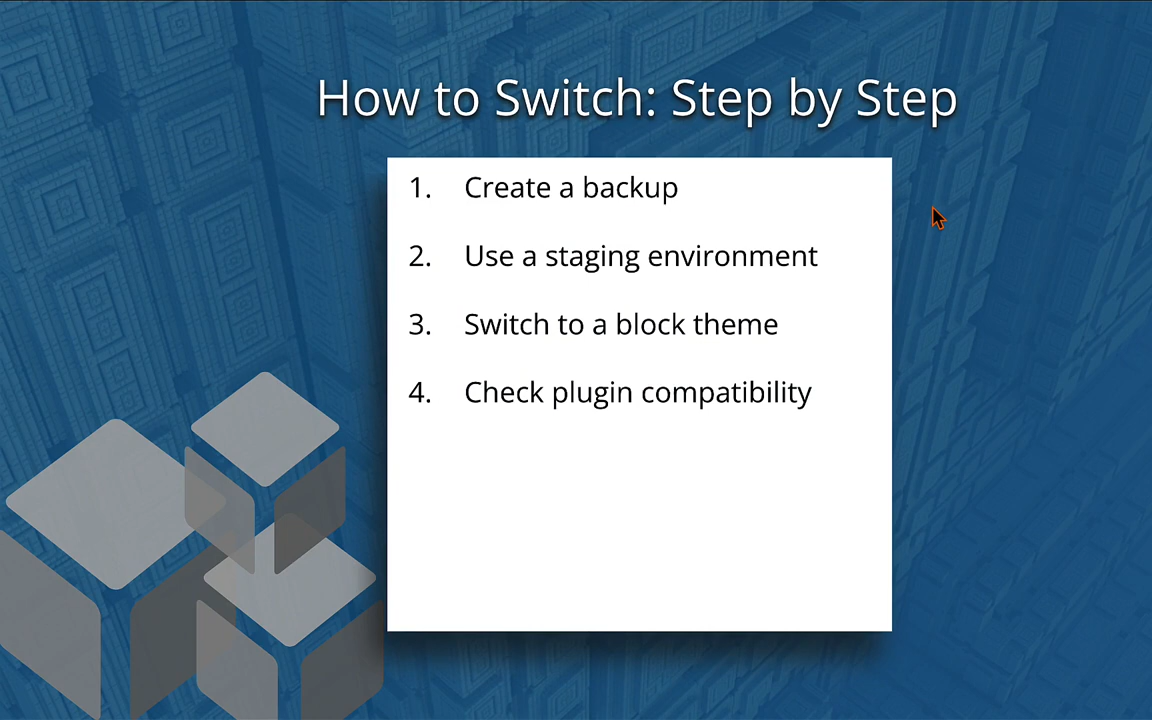 How to Switch: Step by Step
1. Create a backup
2. Use a staging environment
3. Switch to a block theme
4. Check plugin compatibility